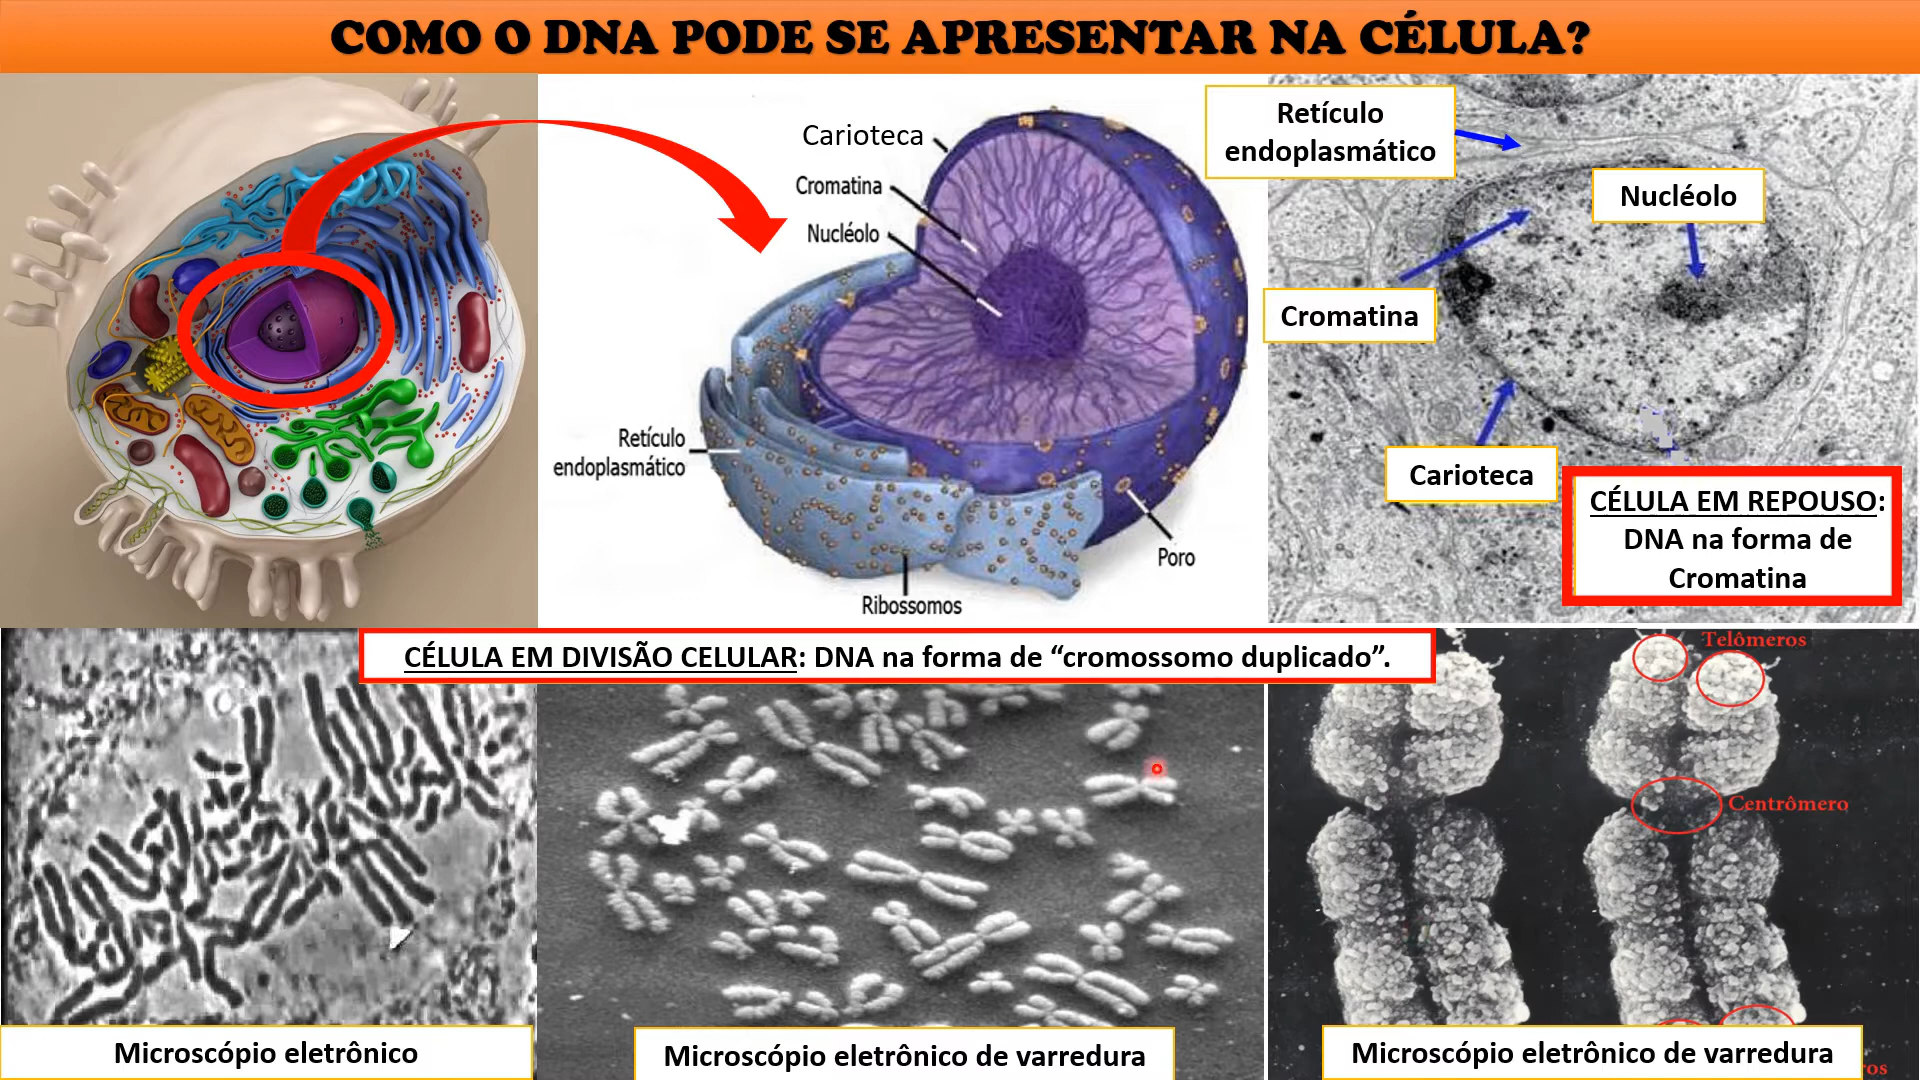 COMO O DNA PODE SE APRESENTAR NA CÉLULA?
Carioteca
Cromatina
Nucléolo
Retículo
endoplasmático
Ribossomos
Poro
Retículo
endoplasmático
Nucléolo
Cromatina
Carioteca
CÉLULA EM REPOUSO:
DNA na forma de
Cromatina
CÉLULA EM DIVISÃO CELULAR: DNA na forma de “cromossomo duplicado”.
Telômeros
Centrômero
Microscópio eletrônico
Microscópio eletrônico de varredura
Microscópio eletrônico de varredura